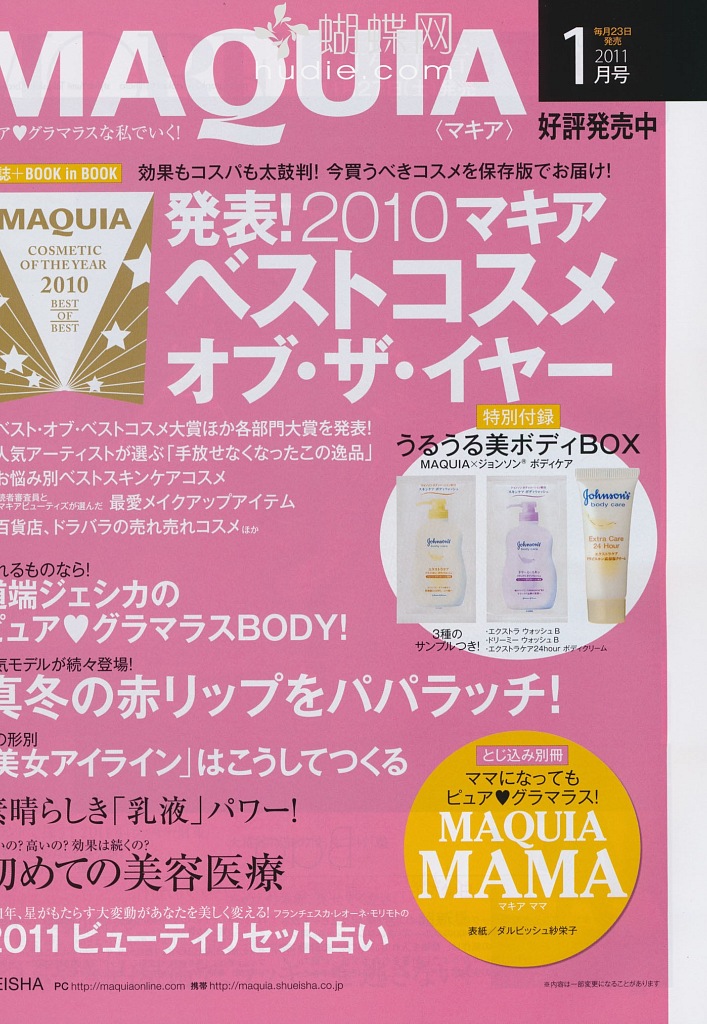 MAQUIA
蝴蝶网
hudie.com
1
毎月23日
発売
2011
月号
ア♥グラマラスな私でいく!
〈マキア〉
好評発売中
誌+BOOK in BOOK
効果もコスパも太鼓判! 今買うべきコスメを保存版でお届け!
MAQUIA
COSMETIC
OF THE YEAR
2010
BEST
OF
BEST
発表!2010マキア
ベストコスメ
オブ・ザ・イヤー
ベスト・オブ・ベストコスメ大賞ほか各部門大賞を発表!
人気アーティストが選ぶ「手放せなくなったこの逸品」
お悩み別ベストスキンケアコスメ
読者審査員と
マキアビューティズが選んだ 最愛メイクアップアイテム
百貨店、ドラバラの売れ売れコスメほか
特別付録
うるうる美ボディBOX
MAQUIA×ジョンソン® ボディケア
Johnson's
body care
Extra Care
24 Hour
3種の
サンプルつき!
・エクストラ ウォッシュ B
・ドリーミー ウォッシュ B
・エクストラケア24hour ボディクリーム
れるものなら!
道端ジェシカの
ピュア♥グラマラスBODY!
気モデルが続々登場!
真冬の赤リップをパパラッチ!
の形別
美女アイライン」はこうしてつくる
素晴らしき「乳液」パワー!
いの? 高いの? 効果は続くの?
初めての美容医療
1年、星がもたらす大変動があなたを美しく変える! フランチェスカ・レオーネ・モリモトの
2011 ビューティリセット占い
とじ込み別冊
ママになっても
ピュア♥グラマラス!
MAQUIA
MAMA
マキア ママ
表紙/ダルビッシュ紗栄子
EISHA PC http://maquiaonline.com 携帯 http://maquia.shueisha.co.jp
※内容は一部変更になることがあります